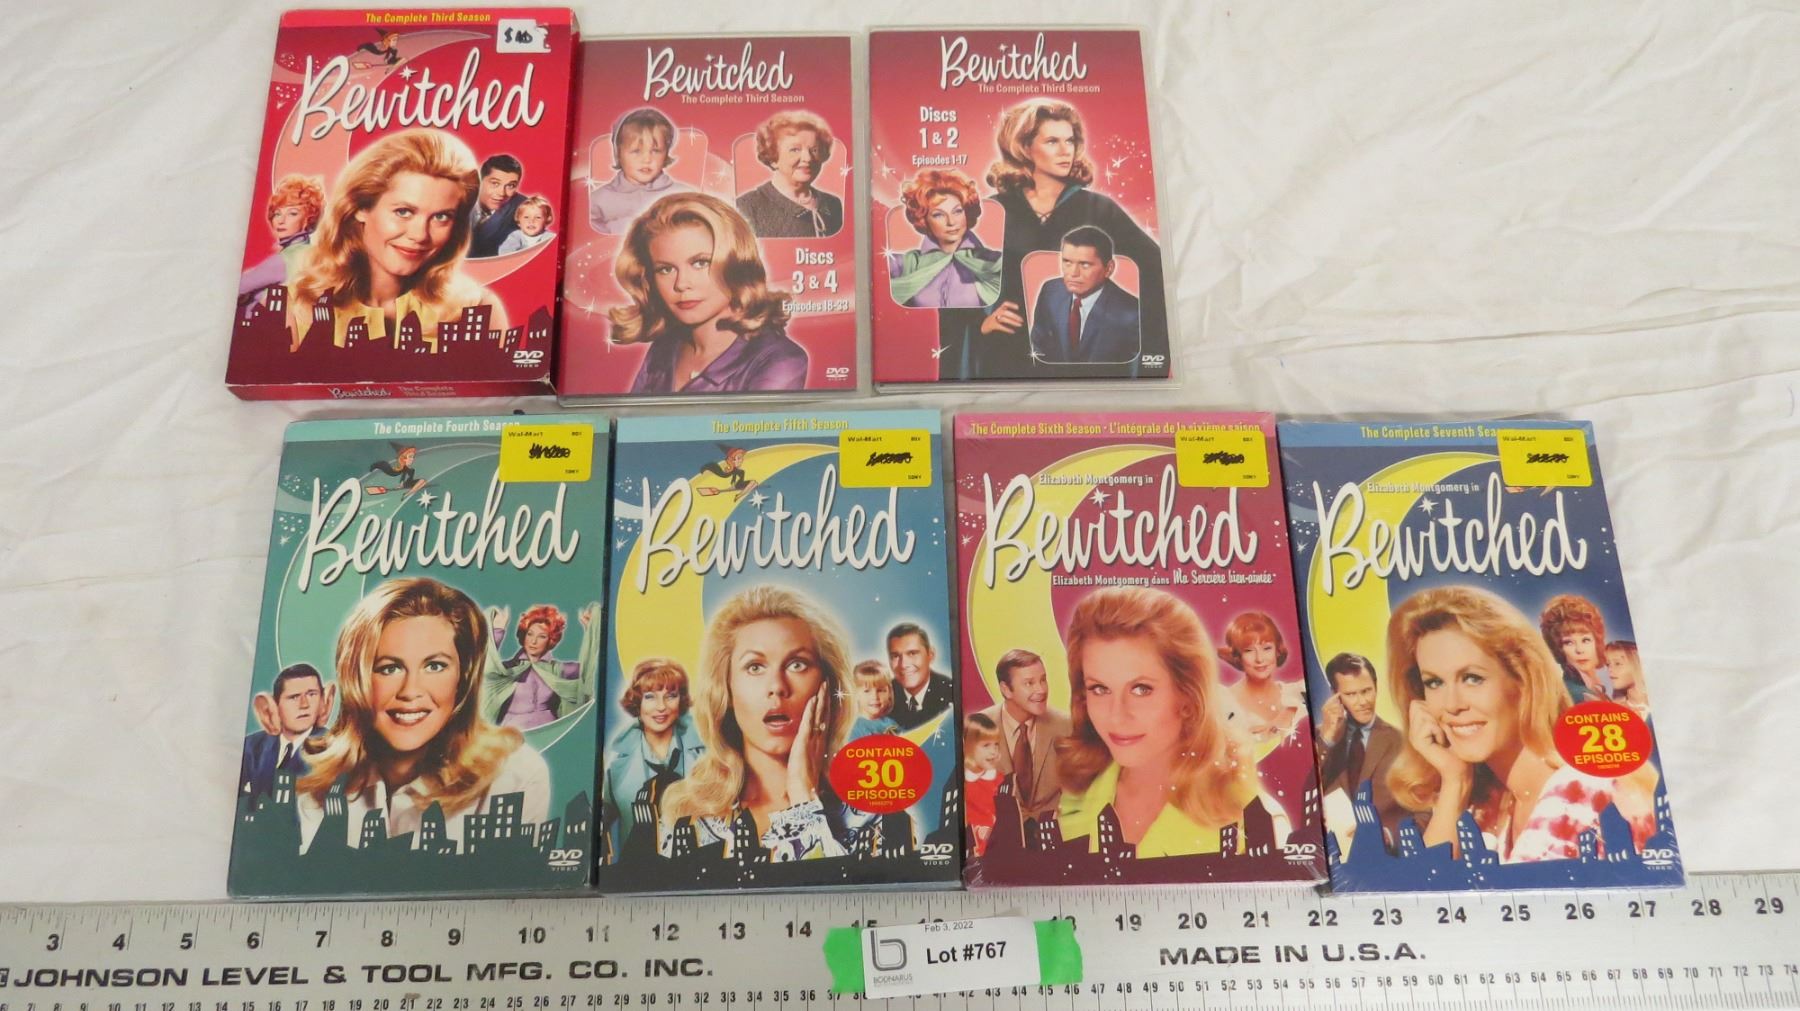 The Complete Third Season
Bewitched
DVD
VIDEO
Bewitched The Complete
Third Season
Bewitched
The Complete Third Season
Discs
3 & 4
Episodes 18-33
DVD
Bewitched
The Complete Third Season
Discs
1 & 2
Episodes 1-17
DVD
The Complete Fourth Season
Wal-Mart
SONY
Bewitched
DVD
VIDEO
The Complete Fifth Season
Wal-Mart
SONY
Bewitched
CONTAINS
30
EPISODES
DVD
VIDEO
The Complete Sixth Season • L'intégrale de la sixième saison
Wal-Mart
SONY
Elizabeth Montgomery in
Bewitched
Elizabeth Montgomery dans Ma Sorcière bien-aimée
DVD
VIDEO
The Complete Seventh Sea
Wal-Mart
SONY
Elizabeth Montgomery in
Bewitched
CONTAINS
28
EPISODES
DVD
VIDEO
3 4 5 6 7 8 9 10 11 12 13 14 15 16 18 19 20 21 22 23 24 25 26 27 28 29
JOHNSON LEVEL & TOOL MFG. CO. INC.
MADE IN U.S.A.
Feb 3, 2022
Lot #767
b
BODNARUS